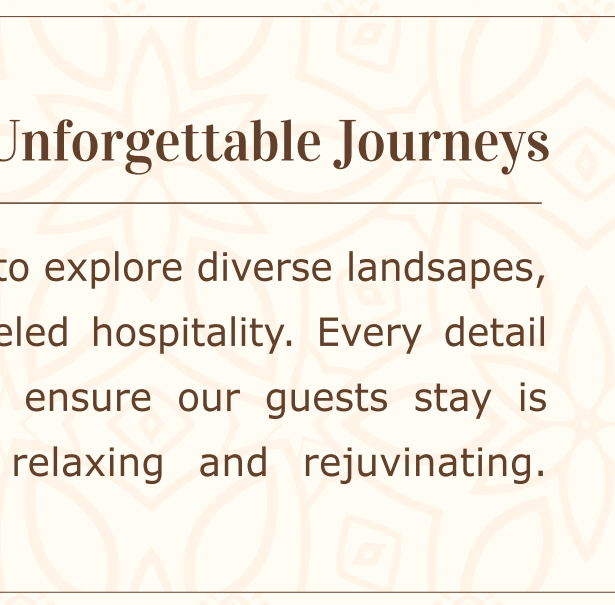 Unforgettable Journeys
to explore diverse landsapes,
eled hospitality. Every detail
ensure our guests stay is
relaxing and rejuvinating.